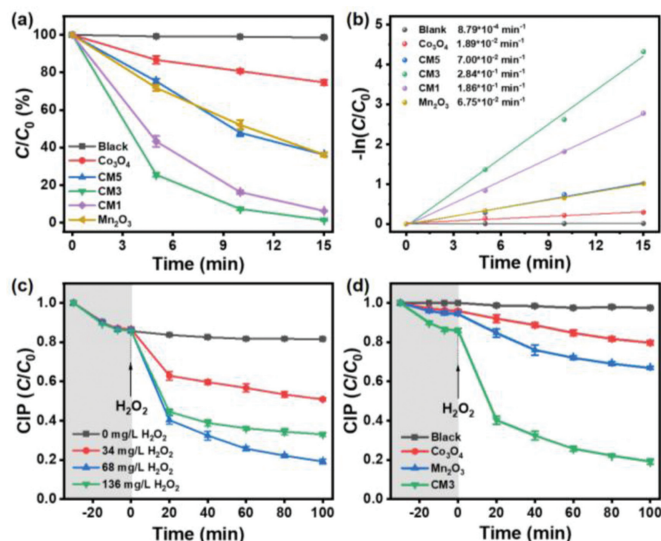 (a)
100
80
60
40
20
0
C/C₀ (%)
Black
Co₃O₄
CM5
CM3
CM1
Mn₂O₃
0 3 6 9 12 15
Time (min)
(b)
5
4
3
2
1
0
-ln(C/C₀)
Blank 8.79*10⁻⁴ min⁻¹
Co₃O₄ 1.89*10⁻² min⁻¹
CM5 7.00*10⁻² min⁻¹
CM3 2.84*10⁻¹ min⁻¹
CM1 1.86*10⁻¹ min⁻¹
Mn₂O₃ 6.75*10⁻² min⁻¹
0 3 6 9 12 15
Time (min)
(c)
1.0
0.8
0.6
0.4
0.2
0.0
CIP (C/C₀)
H₂O₂
0 mg/L H₂O₂
34 mg/L H₂O₂
68 mg/L H₂O₂
136 mg/L H₂O₂
-20 0 20 40 60 80 100
Time (min)
(d)
1.0
0.8
0.6
0.4
0.2
0.0
CIP (C/C₀)
H₂O₂
Black
Co₃O₄
Mn₂O₃
CM3
-20 0 20 40 60 80 100
Time (min)